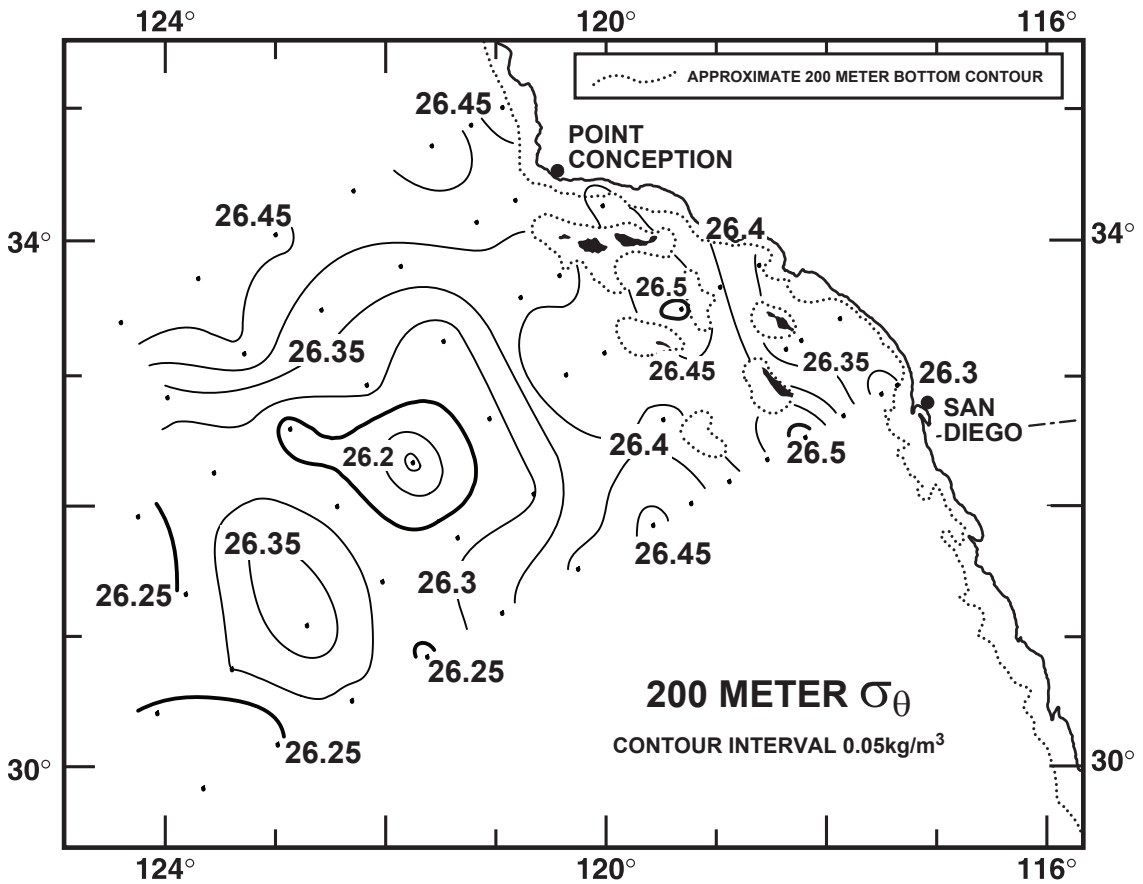 124° 120° 116°
APPROXIMATE 200 METER BOTTOM CONTOUR
26.45
POINT
CONCEPTION
26.45
34° 26.4 34°
26.5
26.35
26.45
26.35
26.3
SAN
DIEGO
26.4
26.5
26.2
26.35
26.45
26.25
26.3
26.25
200 METER σθ
CONTOUR INTERVAL 0.05kg/m³
26.25
30° 30°
124° 120° 116°